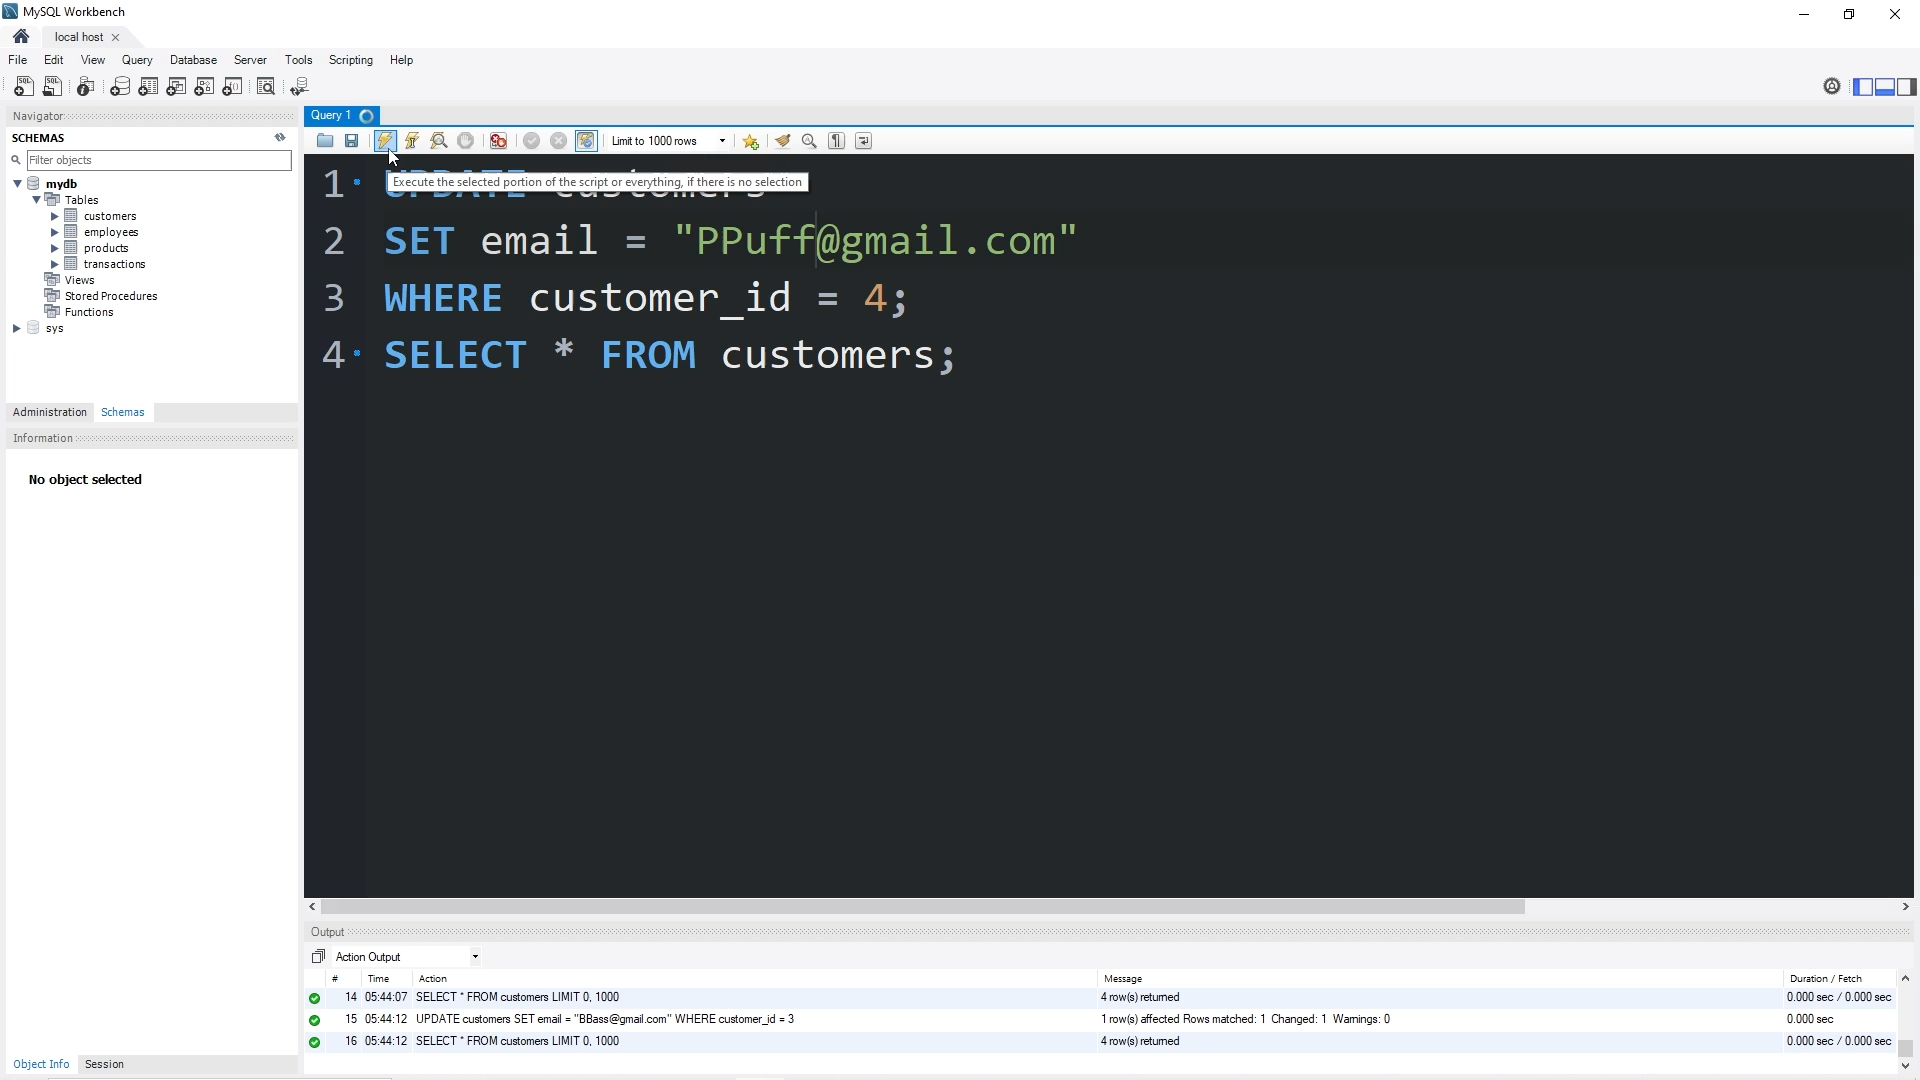 MySQL Workbench
local host
File Edit View Query Database Server Tools Scripting Help
Navigator
SCHEMAS
Filter objects
mydb
Tables
customers
employees
products
transactions
Views
Stored Procedures
Functions
sys
Administration Schemas
Information
No object selected
Object Info Session
Query 1
Limit to 1000 rows
Execute the selected portion of the script or everything, if there is no selection
1 UPDATE customers
2 SET email = "PPuff@gmail.com"
3 WHERE customer_id = 4;
4 SELECT * FROM customers;
Output
Action Output
# Time Action Message Duration / Fetch
14 05:44:07 SELECT * FROM customers LIMIT 0, 1000 4 row(s) returned 0.000 sec / 0.000 sec
15 05:44:12 UPDATE customers SET email = "BBass@gmail.com" WHERE customer_id = 3 1 row(s) affected Rows matched: 1 Changed: 1 Warnings: 0 0.000 sec
16 05:44:12 SELECT * FROM customers LIMIT 0, 1000 4 row(s) returned 0.000 sec / 0.000 sec